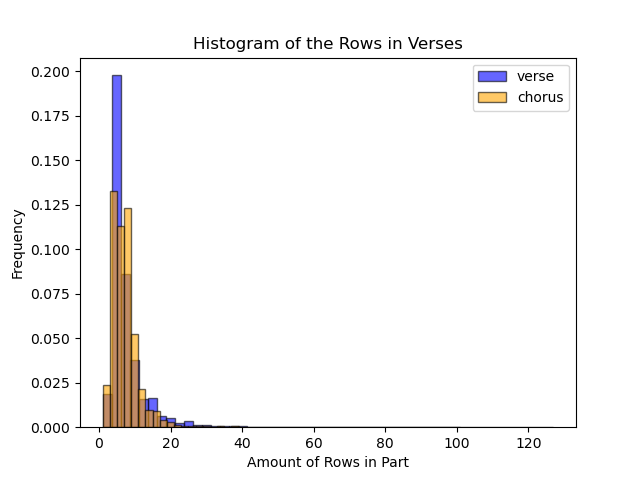 Histogram of the Rows in Verses
verse
chorus
Frequency
0.200
0.175
0.150
0.125
0.100
0.075
0.050
0.025
0.000
0 20 40 60 80 100 120
Amount of Rows in Part